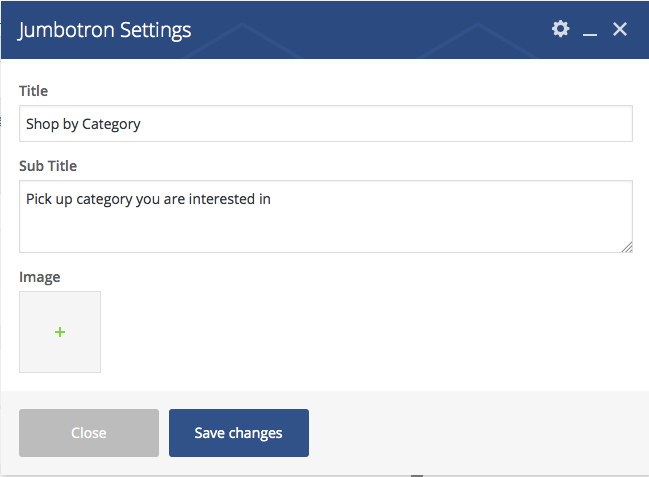 Jumbotron Settings
Title
Shop by Category
Sub Title
Pick up category you are interested in
Image
Close
Save changes